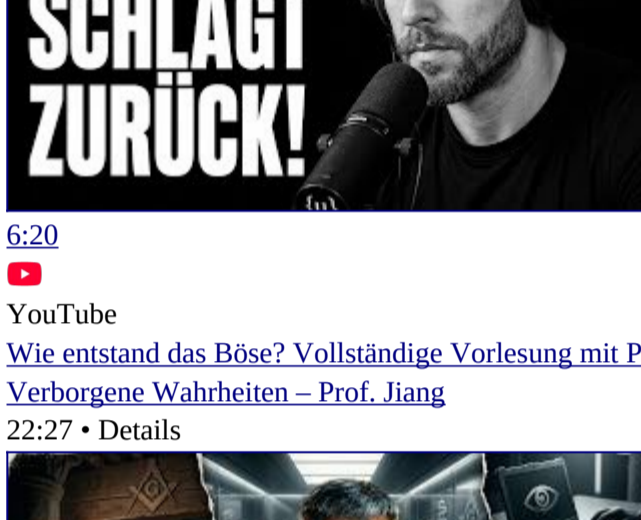 SCHLÄGT
ZURÜCK!
6:20
YouTube
Wie entstand das Böse? Vollständige Vorlesung mit P
Verborgene Wahrheiten – Prof. Jiang
22:27 • Details